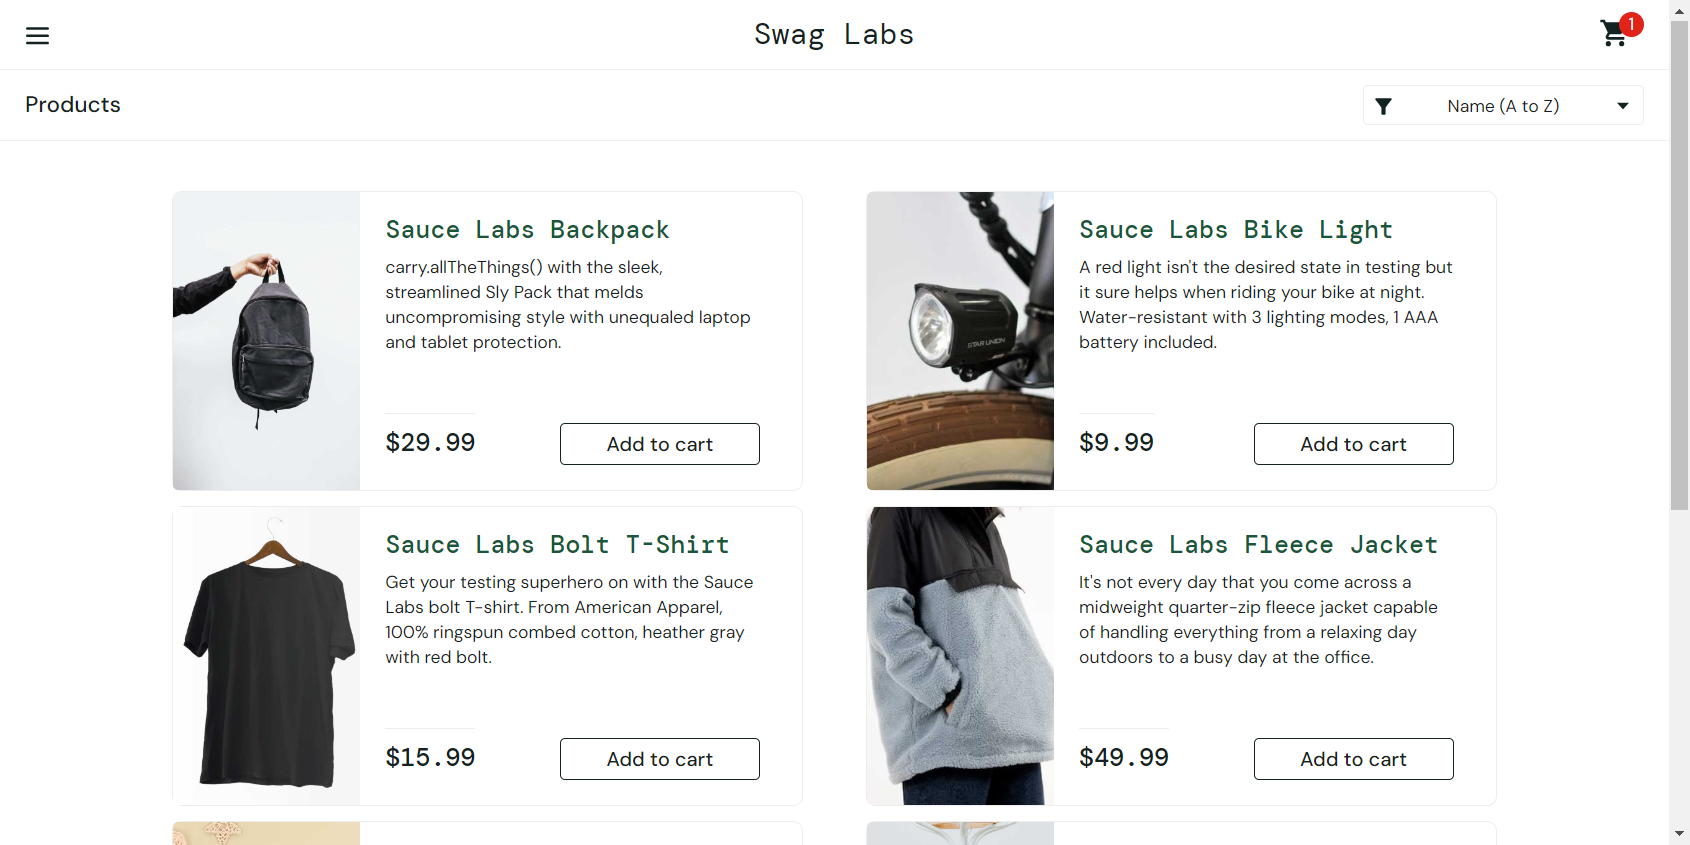 Swag Labs
1
Products
Name (A to Z)
Sauce Labs Backpack
carry.allTheThings() with the sleek,
streamlined Sly Pack that melds
uncompromising style with unequaled laptop
and tablet protection.
$29.99
Add to cart
Sauce Labs Bike Light
A red light isn't the desired state in testing but
it sure helps when riding your bike at night.
Water-resistant with 3 lighting modes, 1 AAA
battery included.
STAR UNION
$9.99
Add to cart
Sauce Labs Bolt T-Shirt
Get your testing superhero on with the Sauce
Labs bolt T-shirt. From American Apparel,
100% ringspun combed cotton, heather gray
with red bolt.
$15.99
Add to cart
Sauce Labs Fleece Jacket
It's not every day that you come across a
midweight quarter-zip fleece jacket capable
of handling everything from a relaxing day
outdoors to a busy day at the office.
$49.99
Add to cart